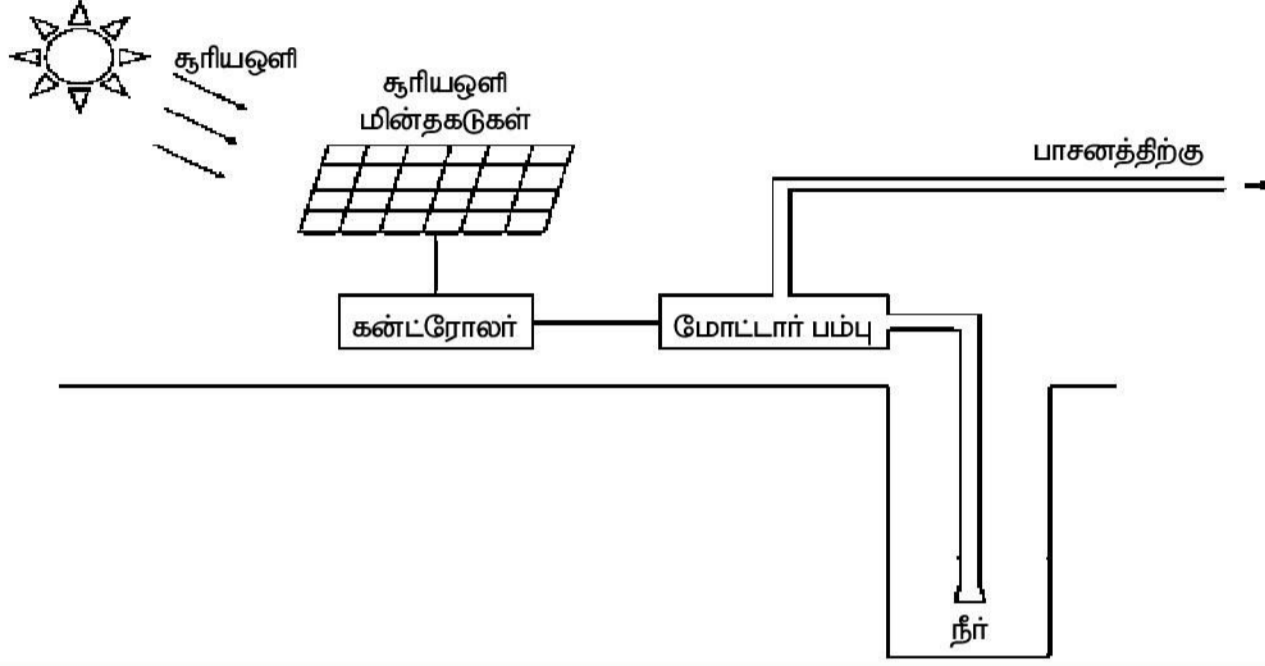 சூரியஒளி
சூரியஒளி
மின்தகடுகள்
பாசனத்திற்கு
கன்ட்ரோலர்
மோட்டார் பம்பு
நீர்